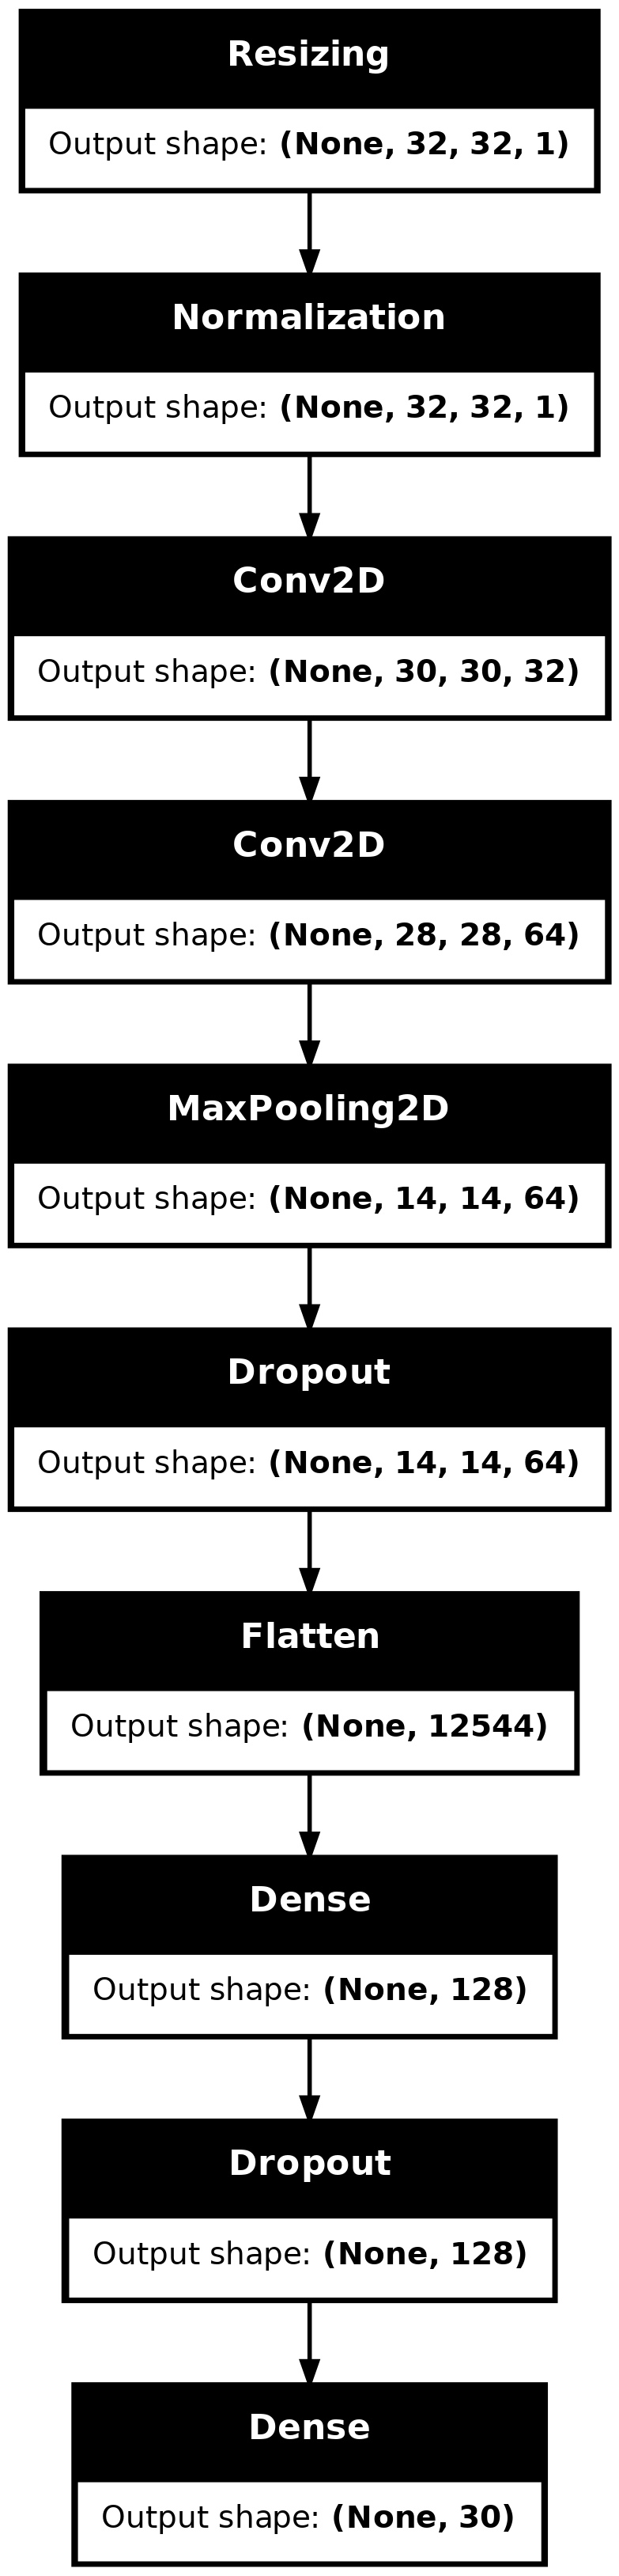 Resizing
Output shape: (None, 32, 32, 1)
Normalization
Output shape: (None, 32, 32, 1)
Conv2D
Output shape: (None, 30, 30, 32)
Conv2D
Output shape: (None, 28, 28, 64)
MaxPooling2D
Output shape: (None, 14, 14, 64)
Dropout
Output shape: (None, 14, 14, 64)
Flatten
Output shape: (None, 12544)
Dense
Output shape: (None, 128)
Dropout
Output shape: (None, 128)
Dense
Output shape: (None, 30)